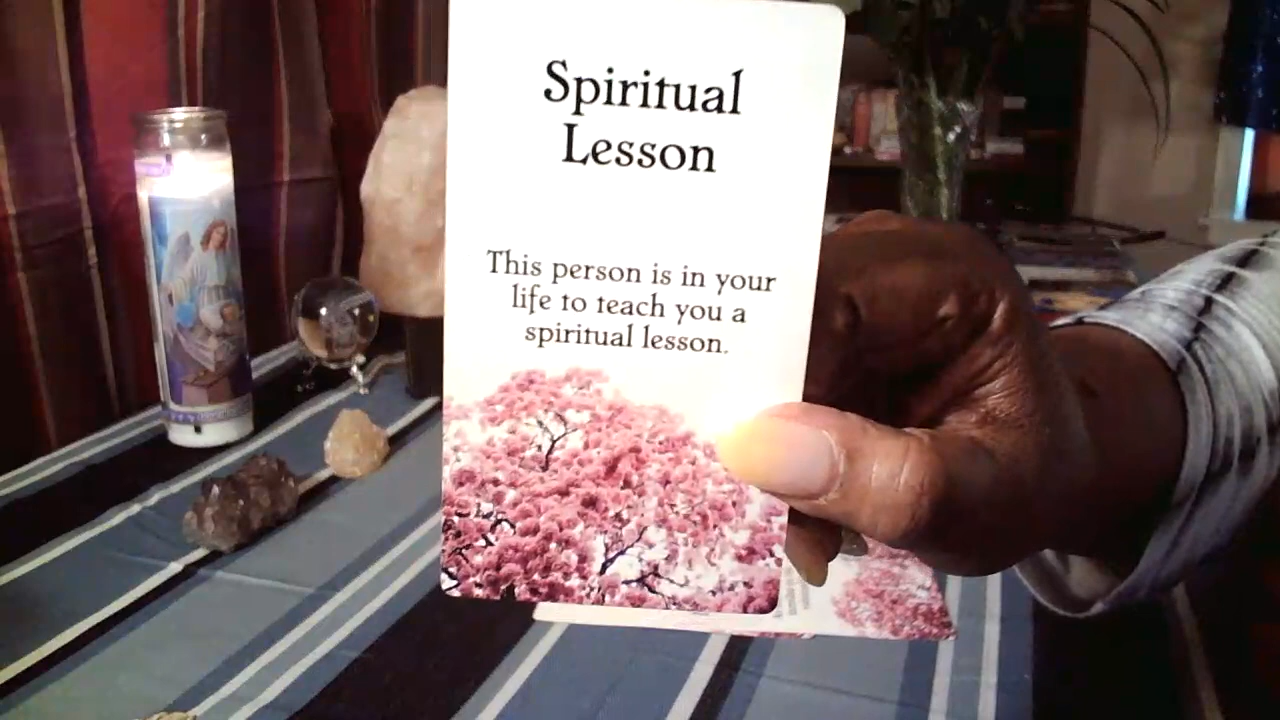 Spiritual
Lesson
This person is in your
life to teach you a
spiritual lesson.